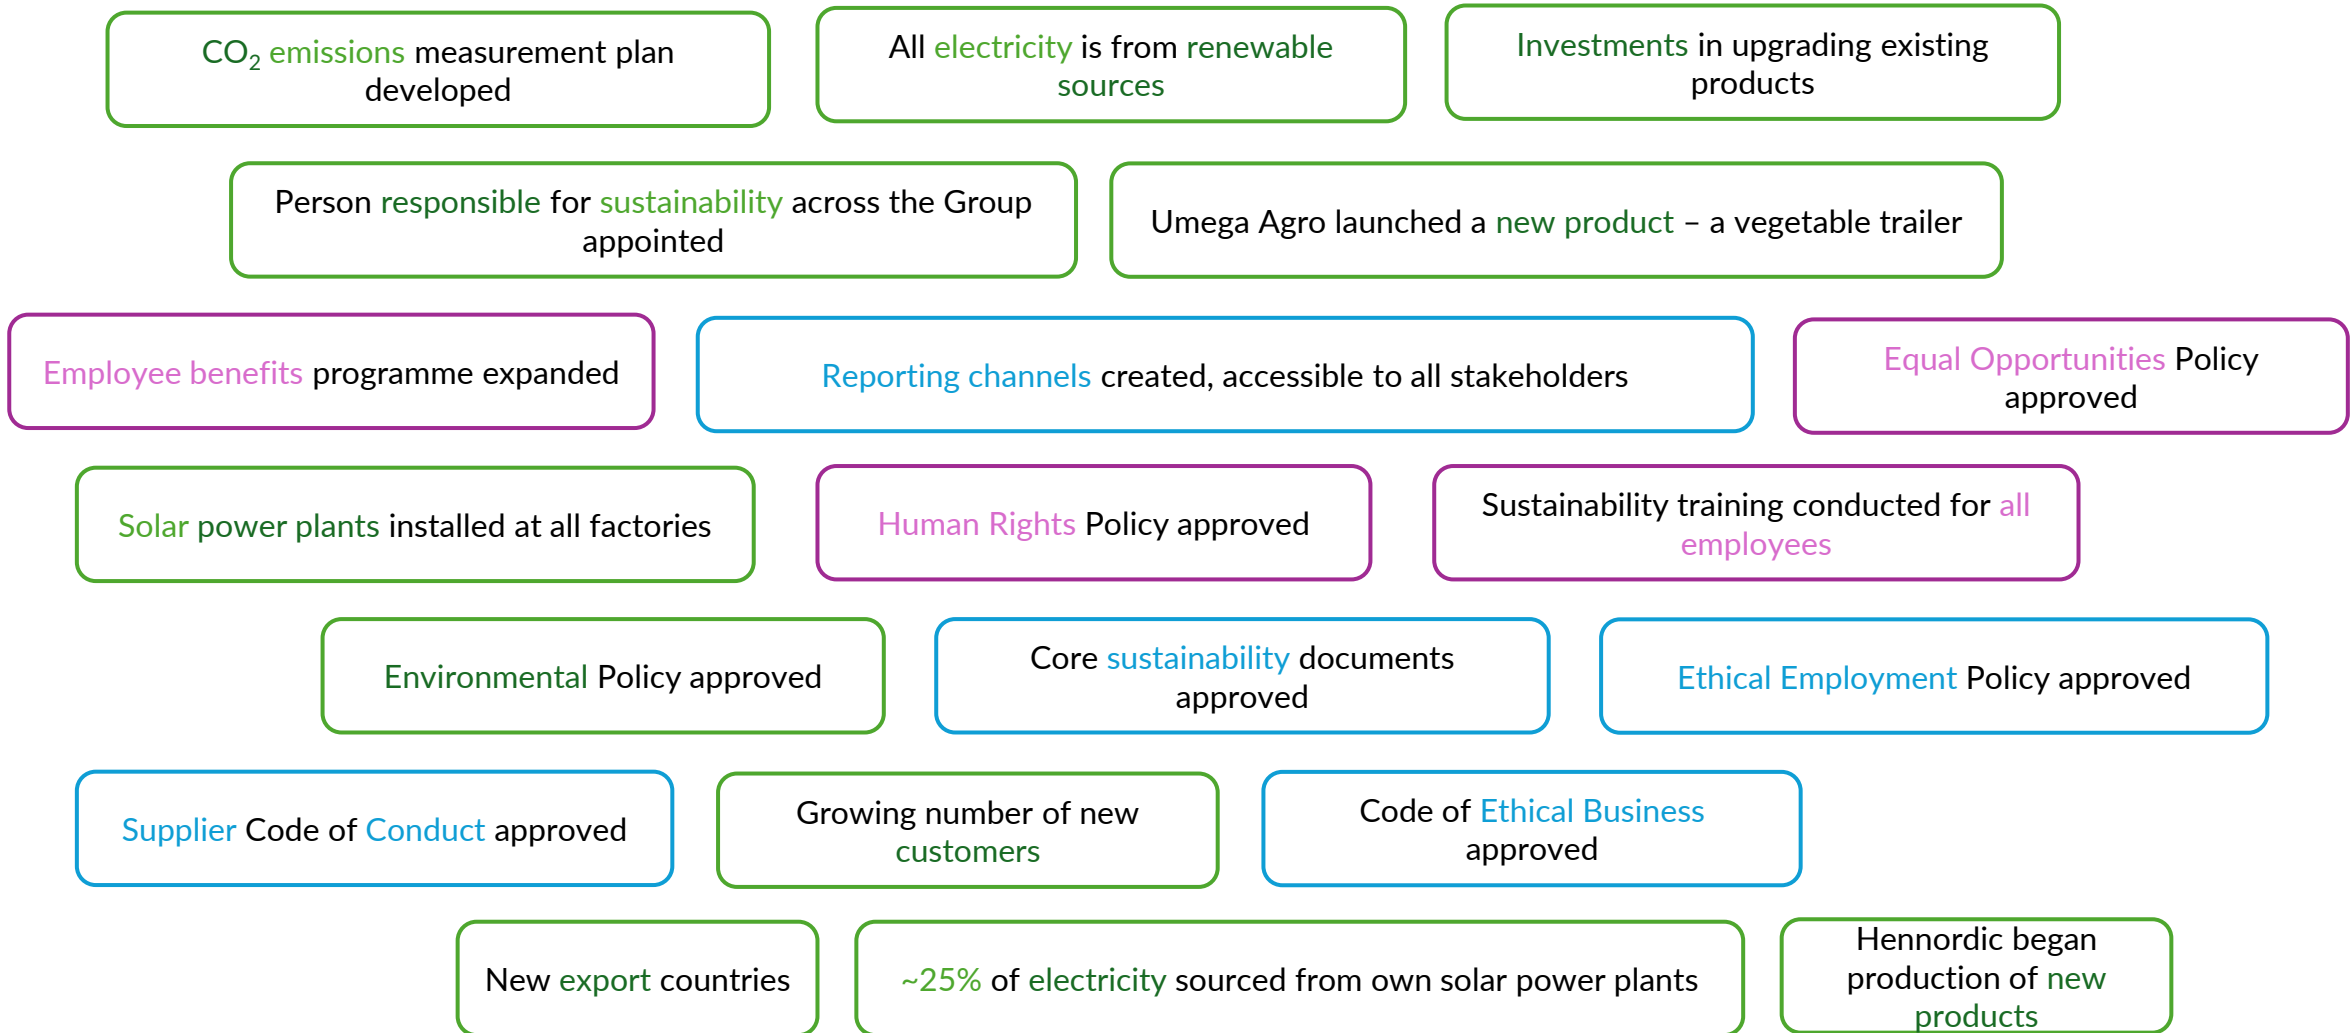 CO₂ emissions measurement plan
developed
All electricity is from renewable
sources
Investments in upgrading existing
products
Person responsible for sustainability across the Group
appointed
Umega Agro launched a new product – a vegetable trailer
Employee benefits programme expanded
Reporting channels created, accessible to all stakeholders
Equal Opportunities Policy
approved
Solar power plants installed at all factories
Human Rights Policy approved
Sustainability training conducted for all
employees
Environmental Policy approved
Core sustainability documents
approved
Ethical Employment Policy approved
Supplier Code of Conduct approved
Growing number of new
customers
Code of Ethical Business
approved
New export countries
~25% of electricity sourced from own solar power plants
Hennordic began
production of new
products